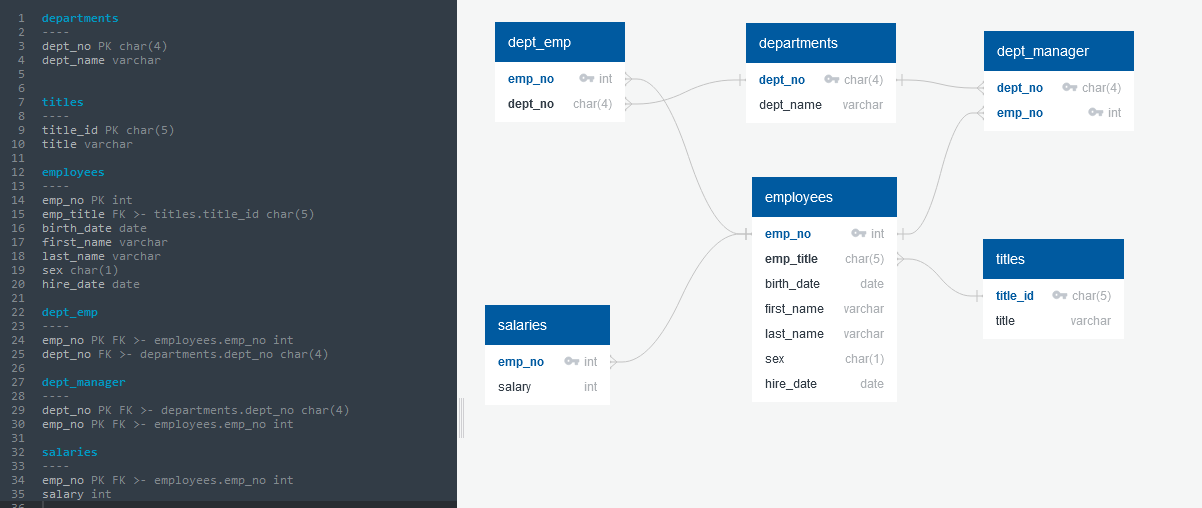 1 departments
2 ----
3 dept_no PK char(4)
4 dept_name varchar
5
6
7 titles
8 ----
9 title_id PK char(5)
10 title varchar
11
12 employees
13 ----
14 emp_no PK int
15 emp_title FK >- titles.title_id char(5)
16 birth_date date
17 first_name varchar
18 last_name varchar
19 sex char(1)
20 hire_date date
21
22 dept_emp
23 ----
24 emp_no PK FK >- employees.emp_no int
25 dept_no FK >- departments.dept_no char(4)
26
27 dept_manager
28
29 dept_no PK FK >- departments.dept_no char(4)
30 emp_no PK FK >- employees.emp_no int
31
32 salaries
33 ----
34 emp_no PK FK >- employees.emp_no int
35 salary int
36
dept_emp
emp_no int
dept_no char(4)
departments
dept_no char(4)
dept_name varchar
dept_manager
dept_no char(4)
emp_no int
employees
emp_no int
emp_title char(5)
birth_date date
first_name varchar
last_name varchar
sex char(1)
hire_date date
titles
title_id char(5)
title varchar
salaries
emp_no int
salary int